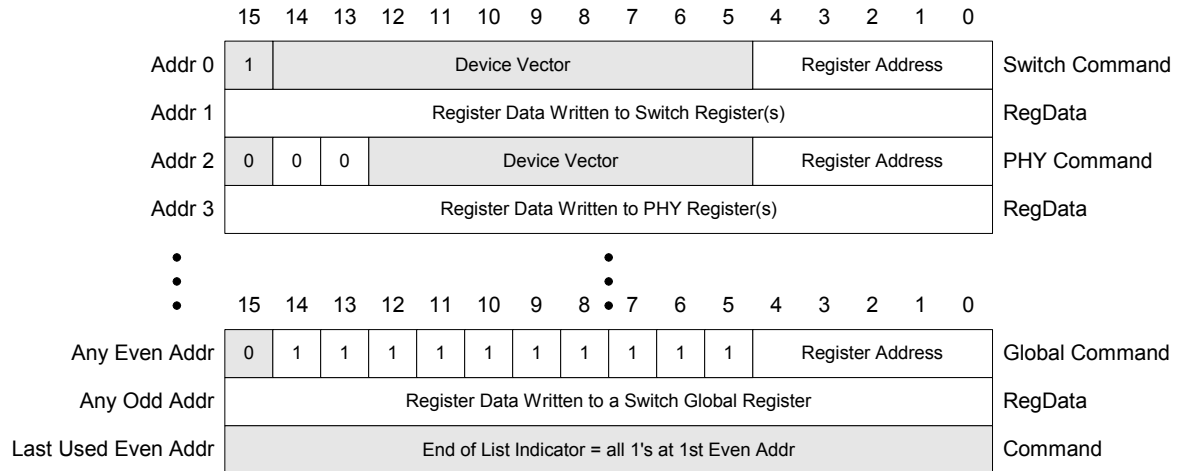 15 14 13 12 11 10 9 8 7 6 5 4 3 2 1 0
Addr 0 1 Device Vector Register Address Switch Command
Addr 1 Register Data Written to Switch Register(s) RegData
Addr 2 0 0 0 Device Vector Register Address PHY Command
Addr 3 Register Data Written to PHY Register(s) RegData
15 14 13 12 11 10 9 8 7 6 5 4 3 2 1 0
Any Even Addr 0 1 1 1 1 1 1 1 1 1 1 Register Address Global Command
Any Odd Addr Register Data Written to a Switch Global Register RegData
Last Used Even Addr End of List Indicator = all 1's at 1st Even Addr Command